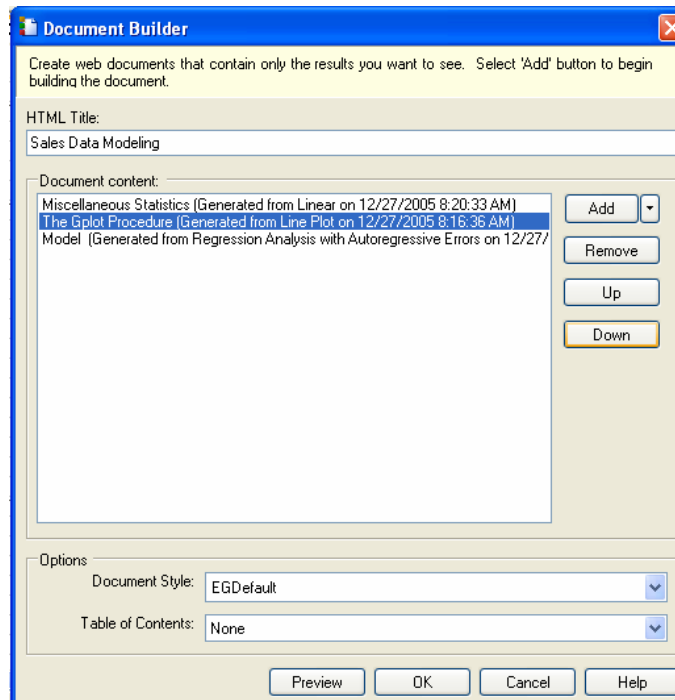 Document Builder
Create web documents that contain only the results you want to see.  Select 'Add' button to begin
building the document.
HTML Title:
Sales Data Modeling
Document content:
Miscellaneous Statistics (Generated from Linear on 12/27/2005 8:20:33 AM)
The Gplot Procedure (Generated from Line Plot on 12/27/2005 8:16:36 AM)
Model  (Generated from Regression Analysis with Autoregressive Errors on 12/27/
Add
Remove
Up
Down
Options
Document Style:
EGDefault
Table of Contents:
None
Preview
OK
Cancel
Help